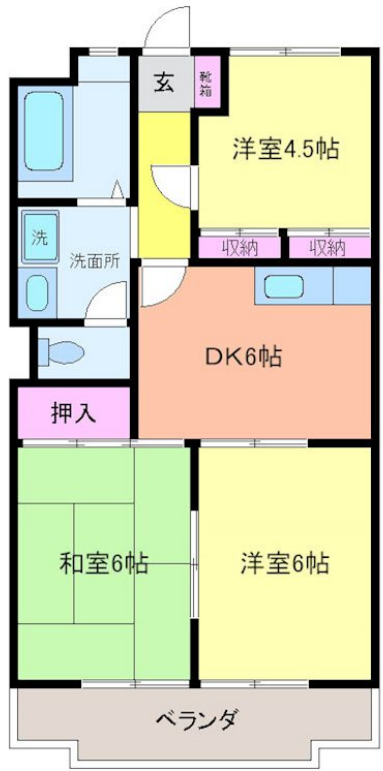 玄
靴箱
洋室4.5帖
収納
収納
洗
洗面所
DK6帖
押入
和室6帖
洋室6帖
ベランダ